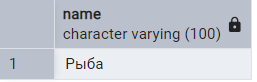 name
character varying (100)
1 Рыба